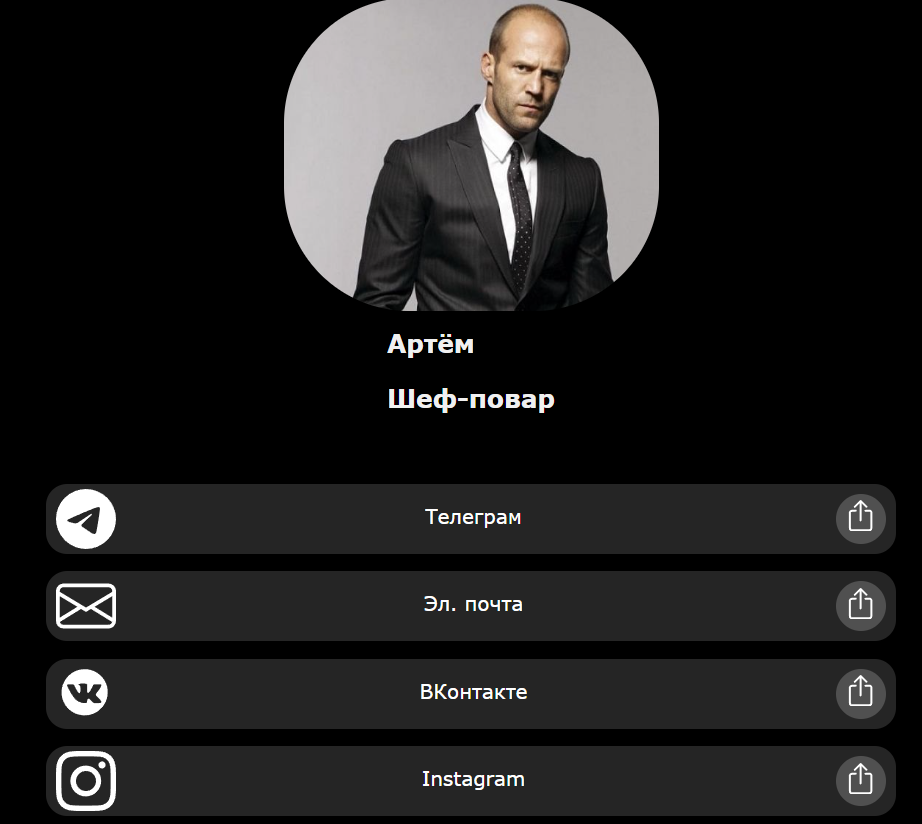 Артём
Шеф-повар
Телеграм
Эл. почта
ВКонтакте
Instagram